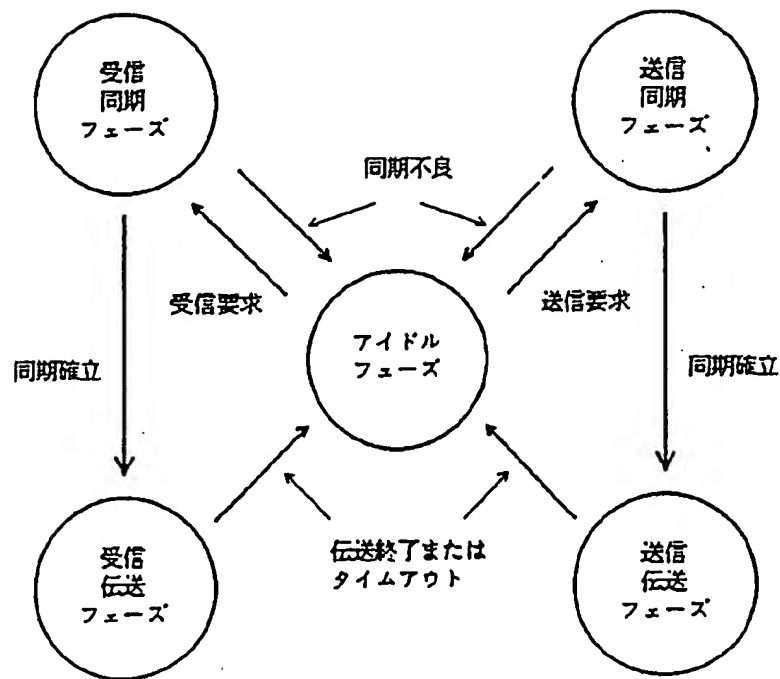 受信
同期
フェーズ
送信
同期
フェーズ
同期不良
受信要求
送信要求
アイドル
フェーズ
同期確立
同期確立
受信
伝送
フェーズ
伝送終了または
タイムアウト
送信
伝送
フェーズ